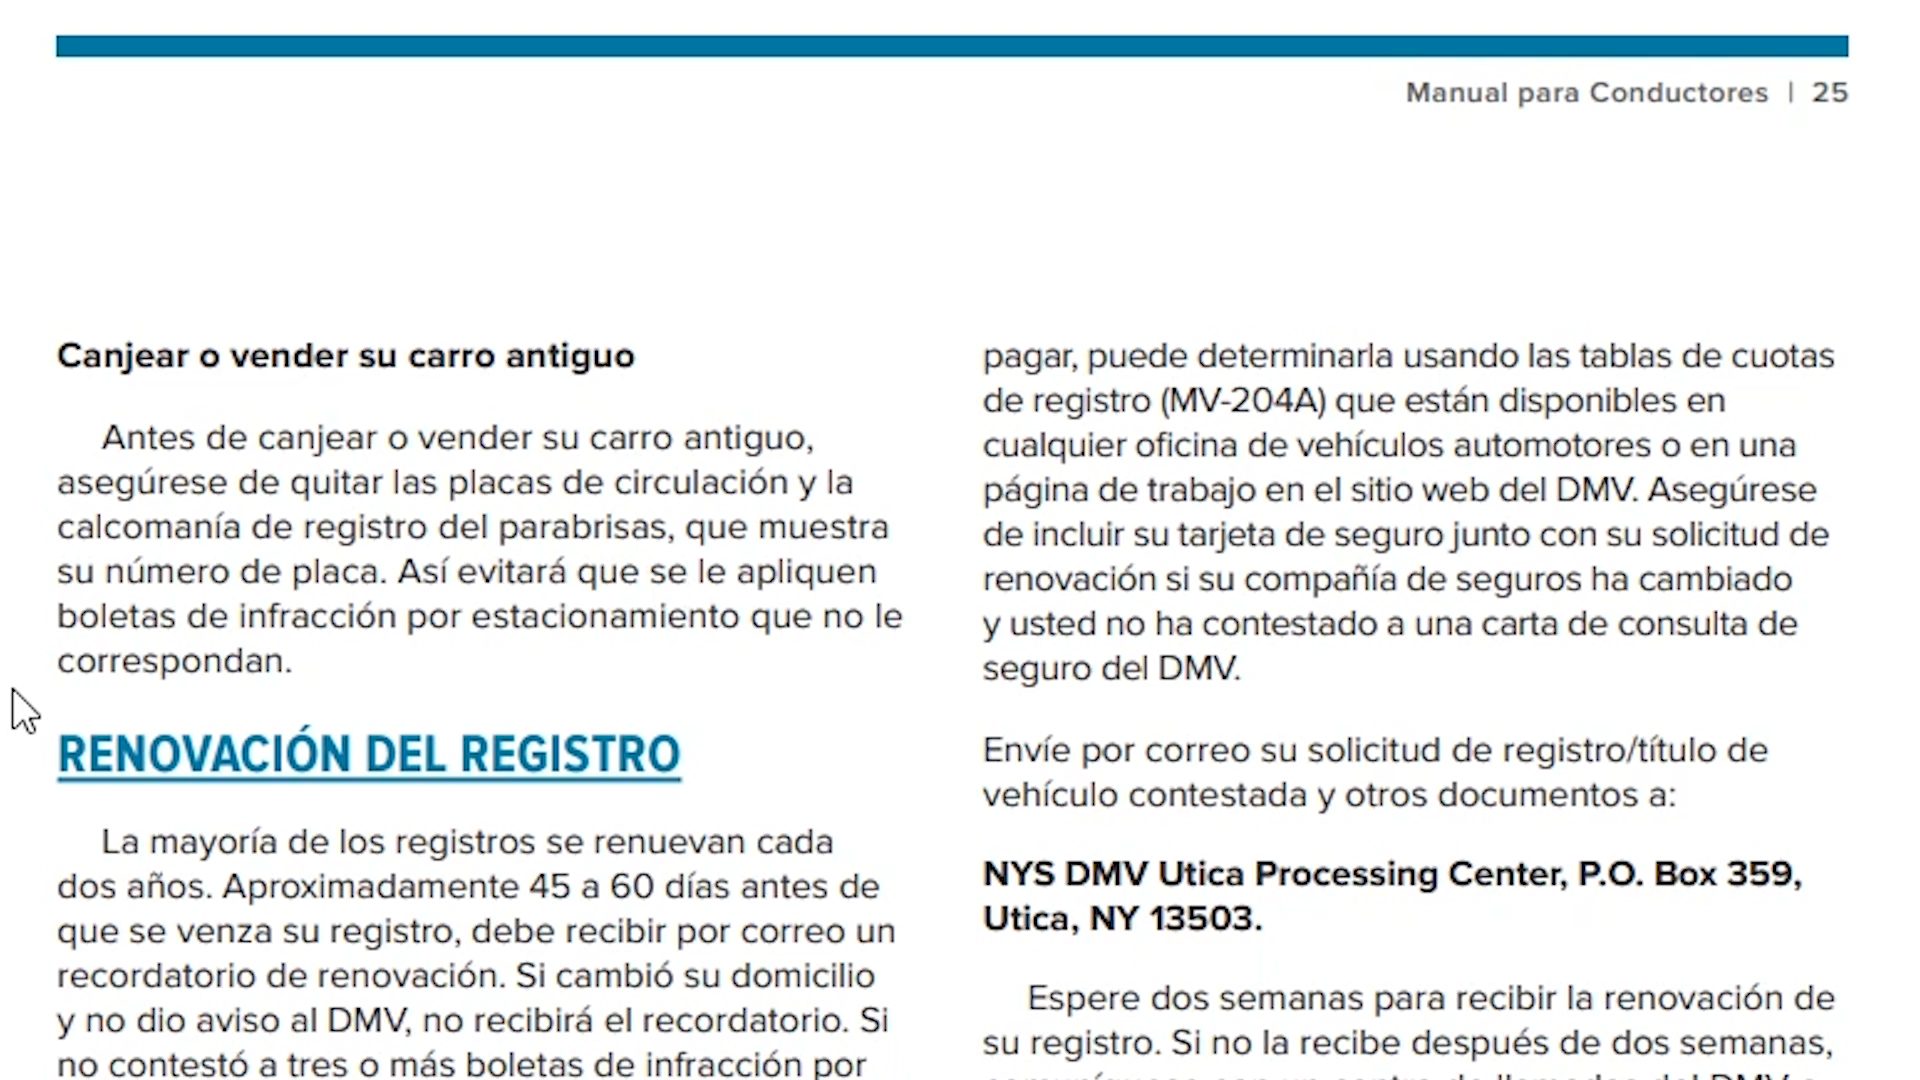 Manual para Conductores | 25
Canjear o vender su carro antiguo
Antes de canjear o vender su carro antiguo,
asegúrese de quitar las placas de circulación y la
calcomanía de registro del parabrisas, que muestra
su número de placa. Así evitará que se le apliquen
boletas de infracción por estacionamiento que no le
correspondan.
RENOVACIÓN DEL REGISTRO
La mayoría de los registros se renuevan cada
dos años. Aproximadamente 45 a 60 días antes de
que se venza su registro, debe recibir por correo un
recordatorio de renovación. Si cambió su domicilio
y no dio aviso al DMV, no recibirá el recordatorio. Si
no contestó a tres o más boletas de infracción por
pagar, puede determinarla usando las tablas de cuotas
de registro (MV-204A) que están disponibles en
cualquier oficina de vehículos automotores o en una
página de trabajo en el sitio web del DMV. Asegúrese
de incluir su tarjeta de seguro junto con su solicitud de
renovación si su compañía de seguros ha cambiado
y usted no ha contestado a una carta de consulta de
seguro del DMV.
Envíe por correo su solicitud de registro/título de
vehículo contestada y otros documentos a:
NYS DMV Utica Processing Center, P.O. Box 359,
Utica, NY 13503.
Espere dos semanas para recibir la renovación de
su registro. Si no la recibe después de dos semanas,